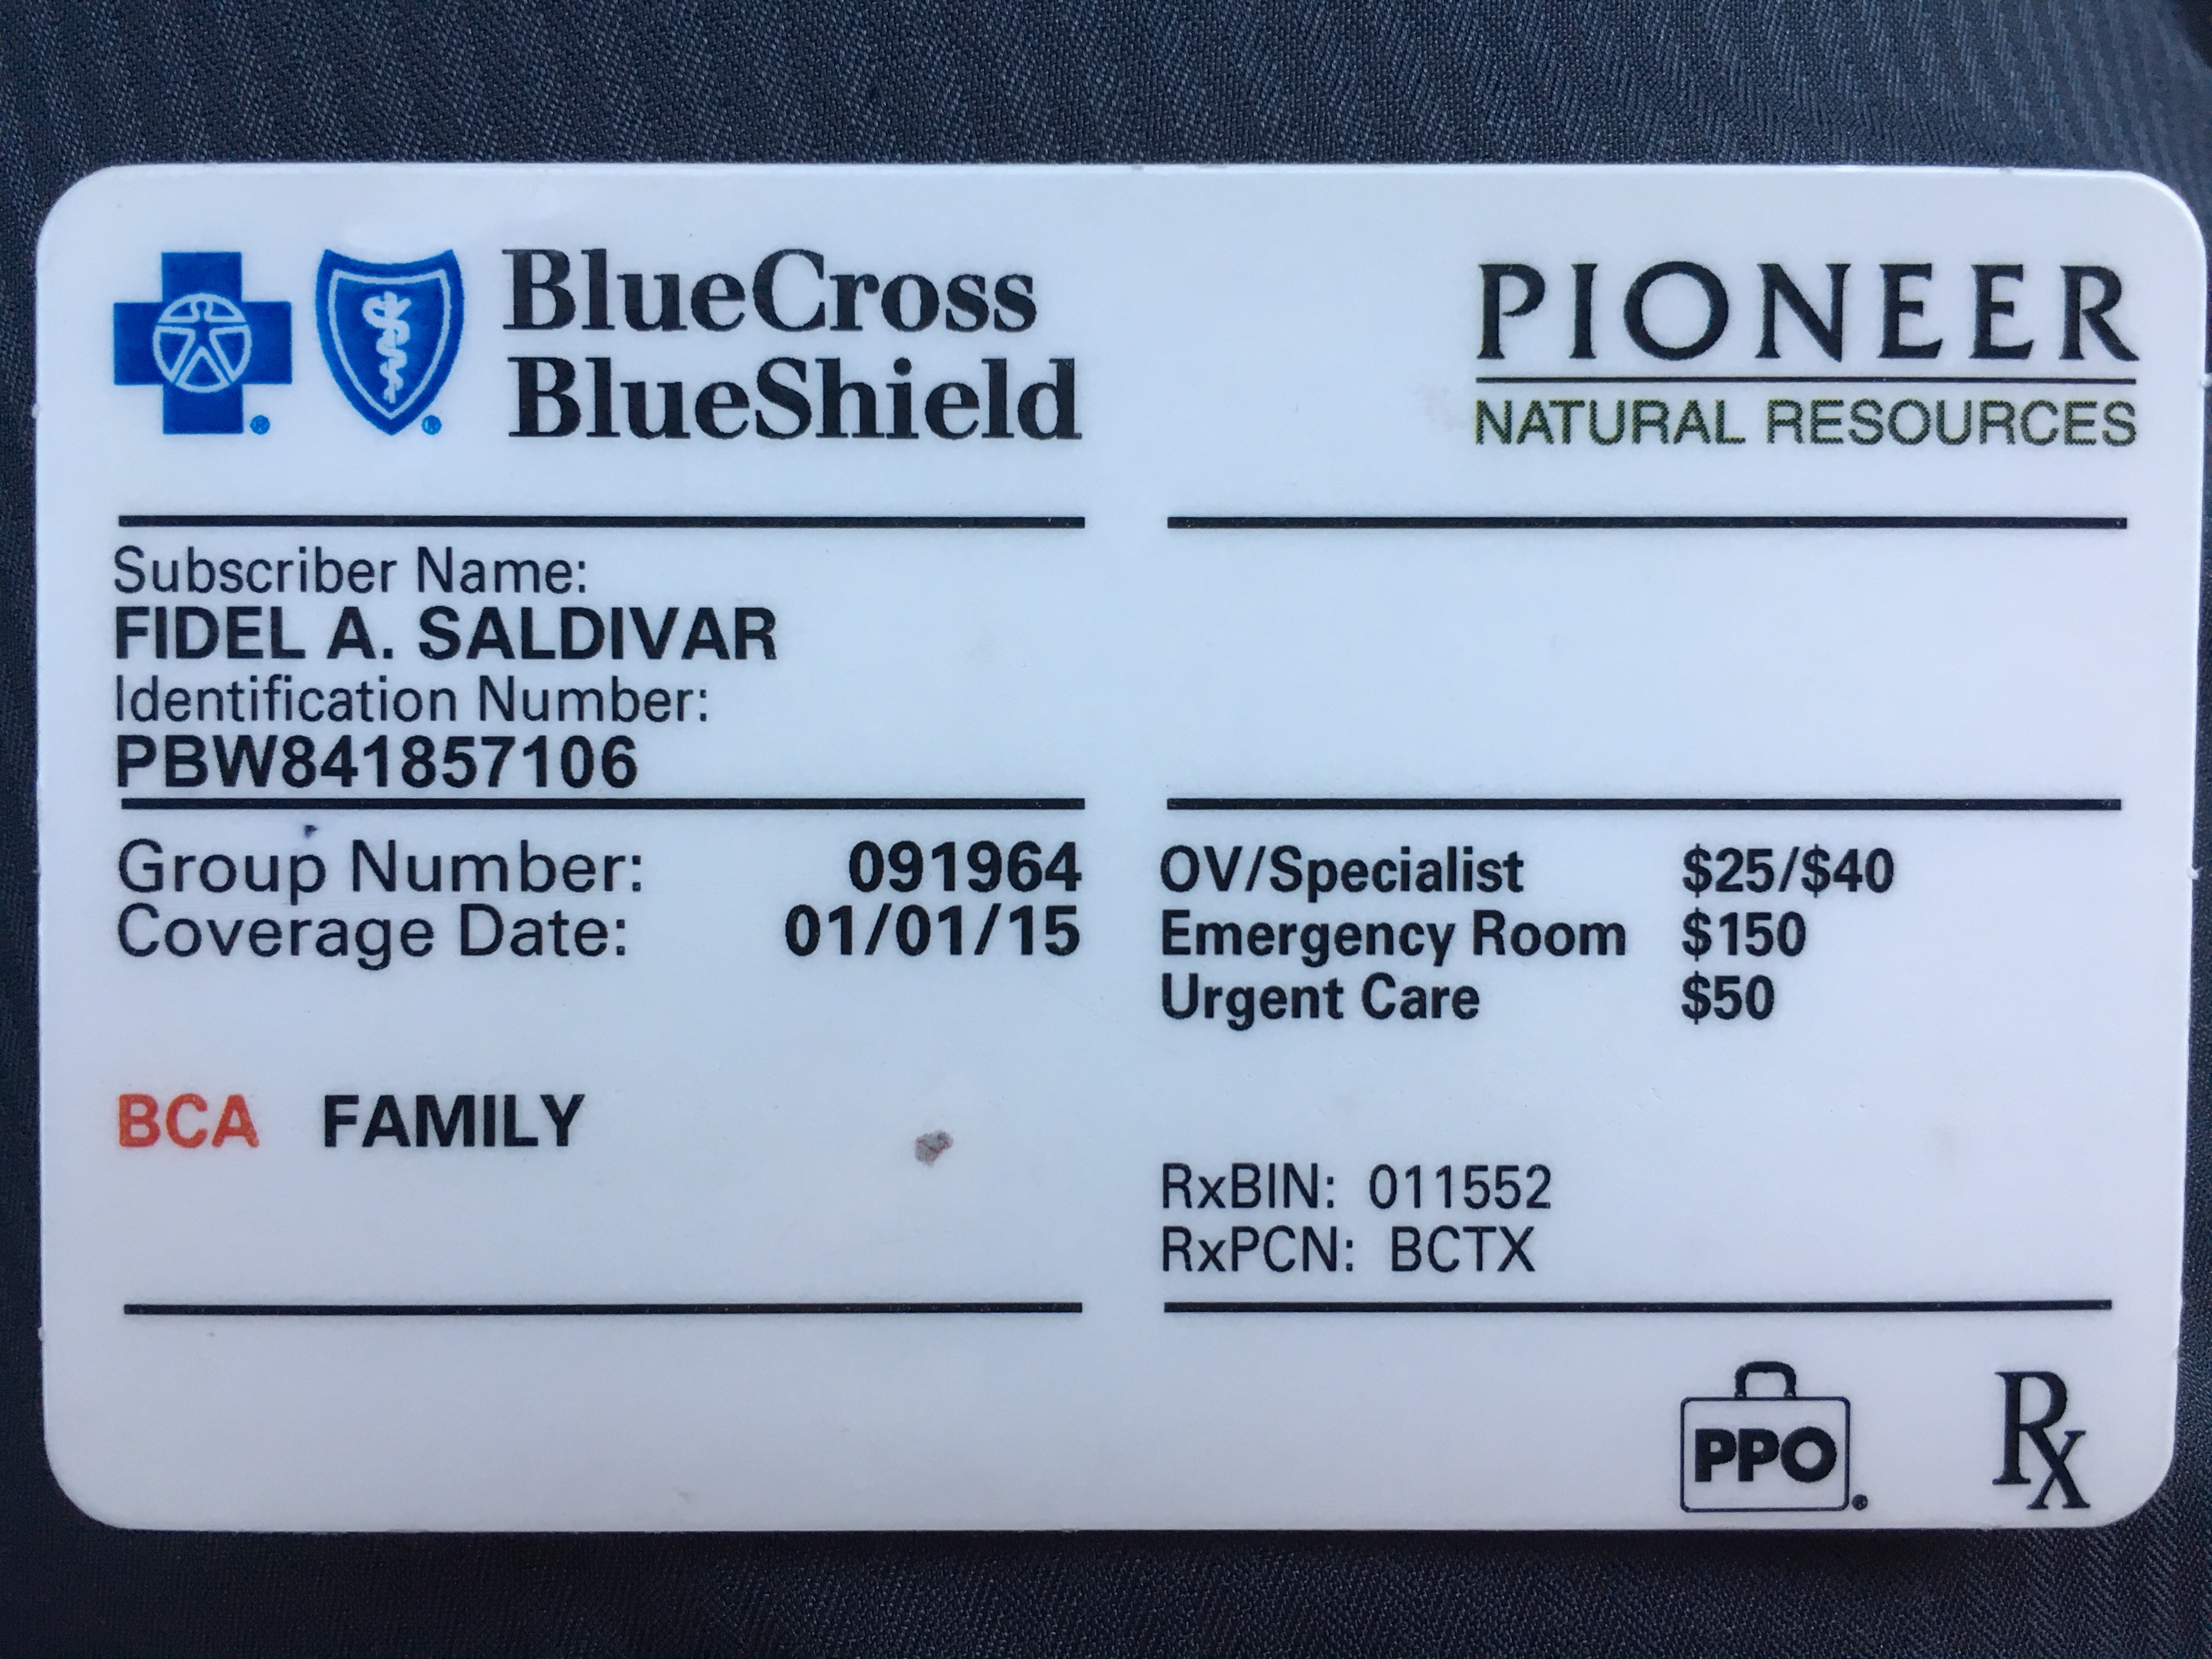 BlueCross
BlueShield
PIONEER
NATURAL RESOURCES
Subscriber Name:
FIDEL A. SALDIVAR
Identification Number:
PBW841857106
Group Number: 091964
Coverage Date: 01/01/15
BCA FAMILY
OV/Specialist $25/$40
Emergency Room $150
Urgent Care $50
RxBIN: 011552
RxPCN: BCTX
PPO
Rx